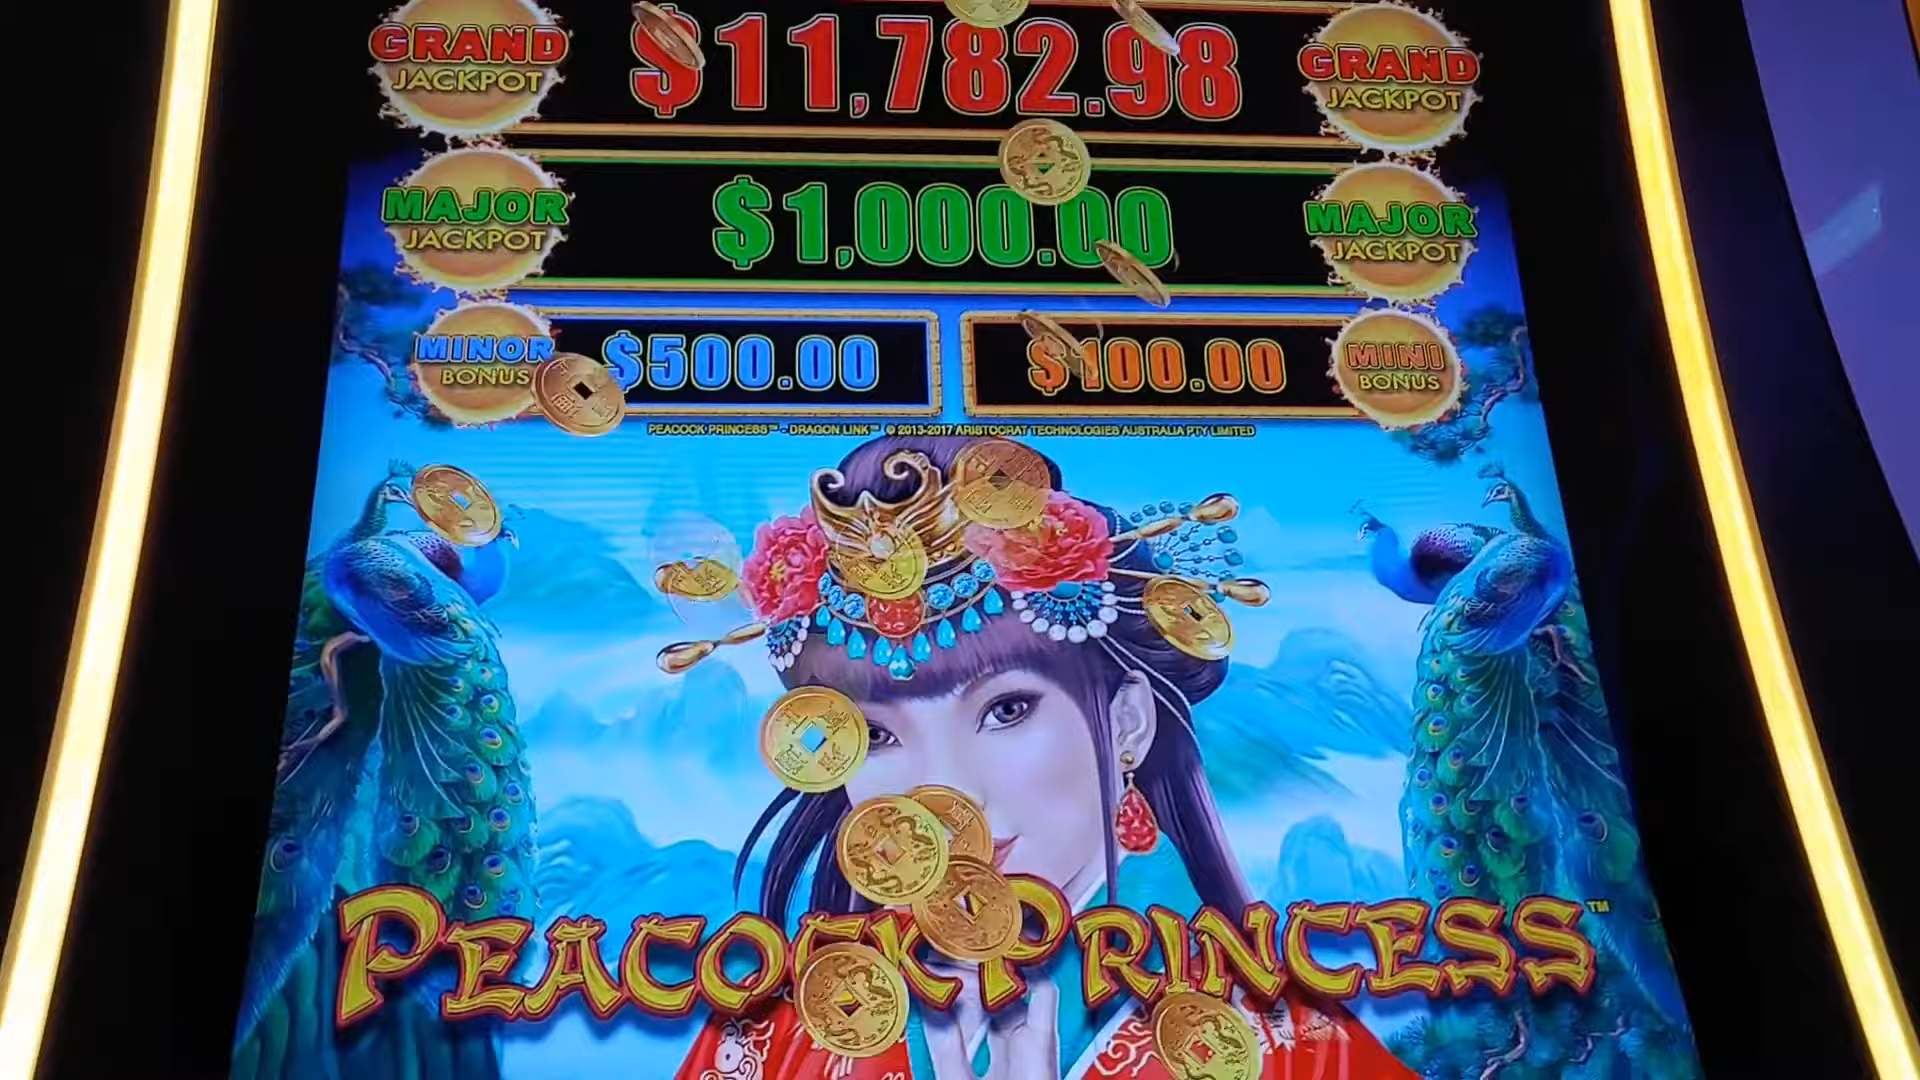 GRAND
JACKPOT
$11,782.98
GRAND
JACKPOT
MAJOR
JACKPOT
$1,000.00
MAJOR
JACKPOT
MINOR
BONUS
$500.00
$100.00
MINI
BONUS
PEACOCK PRINCESS™ - DRAGON LINK™ © 2013-2017 ARISTOCRAT TECHNOLOGIES AUSTRALIA PTY LIMITED
PEACOCK PRINCESS™